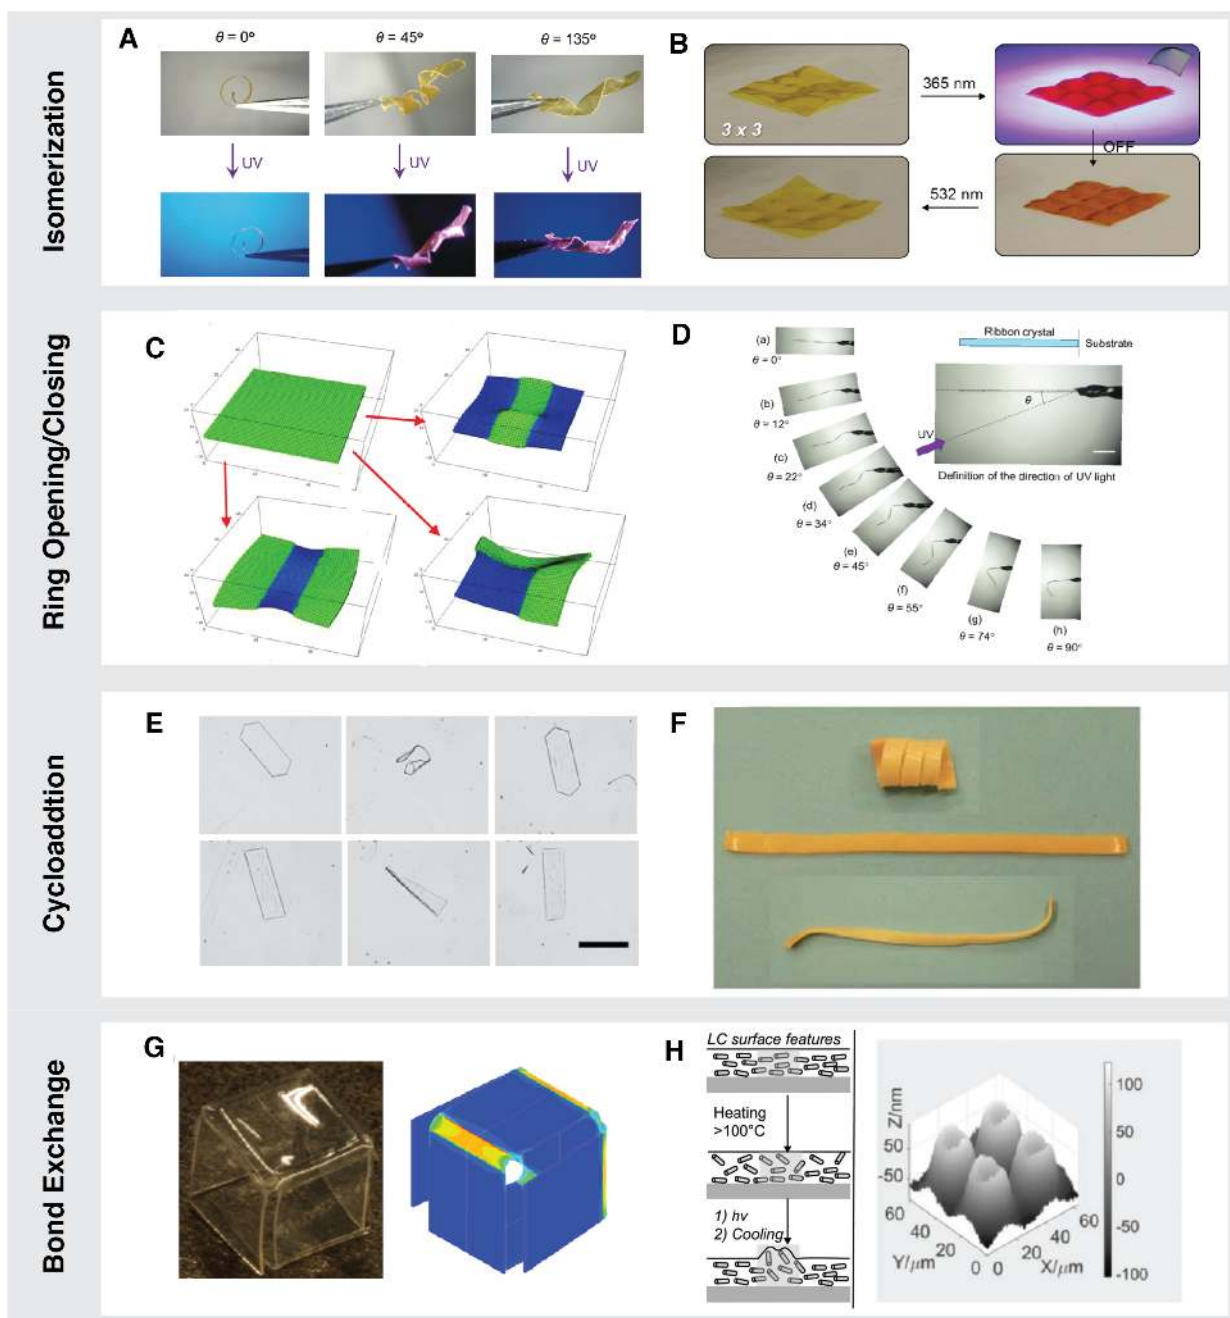 Isomerization
A
θ = 0°
θ = 45°
θ = 135°
UV
UV
UV
B
3 x 3
365 nm
OFF
532 nm
Ring Opening/Closing
C
D
Ribbon crystal
Substrate
(a)
θ = 0°
(b)
θ = 12°
(c)
θ = 22°
(d)
θ = 34°
(e)
θ = 45°
(f)
θ = 55°
(g)
θ = 74°
(h)
θ = 90°
θ
UV
Definition of the direction of UV light
Cycloaddtion
E
F
Bond Exchange
G
H
LC surface features
Heating
>100°C
1) hv
2) Cooling
Z/nm
50
-50
60
40
20
0
Y/μm
0
20
40
60
X/μm
100
50
0
-50
-100